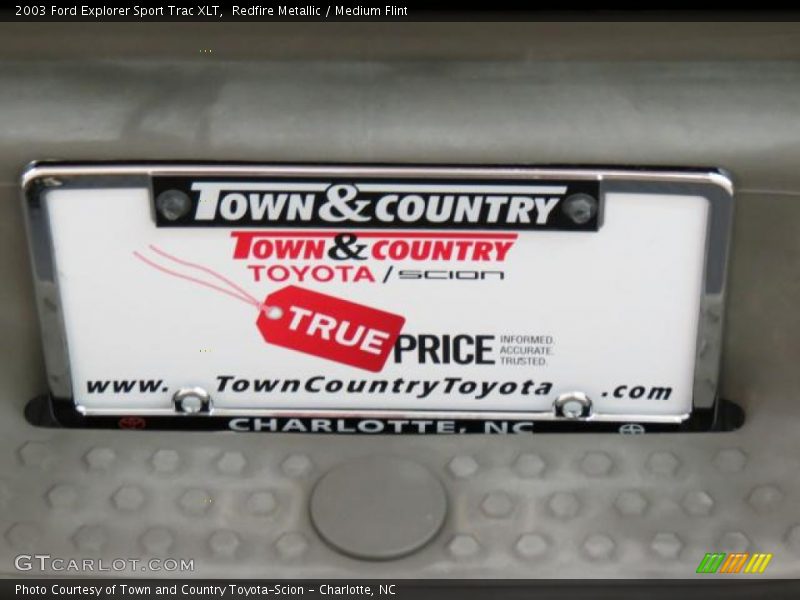 2003 Ford Explorer Sport Trac XLT,  Redfire Metallic / Medium Flint
TOWN & COUNTRY
TOWN & COUNTRY
TOYOTA / SCION
TRUE PRICE
INFORMED.
ACCURATE.
TRUSTED.
www. TownCountryToyota .com
CHARLOTTE, NC
GTCARLOT.COM
Photo Courtesy of Town and Country Toyota-Scion - Charlotte, NC